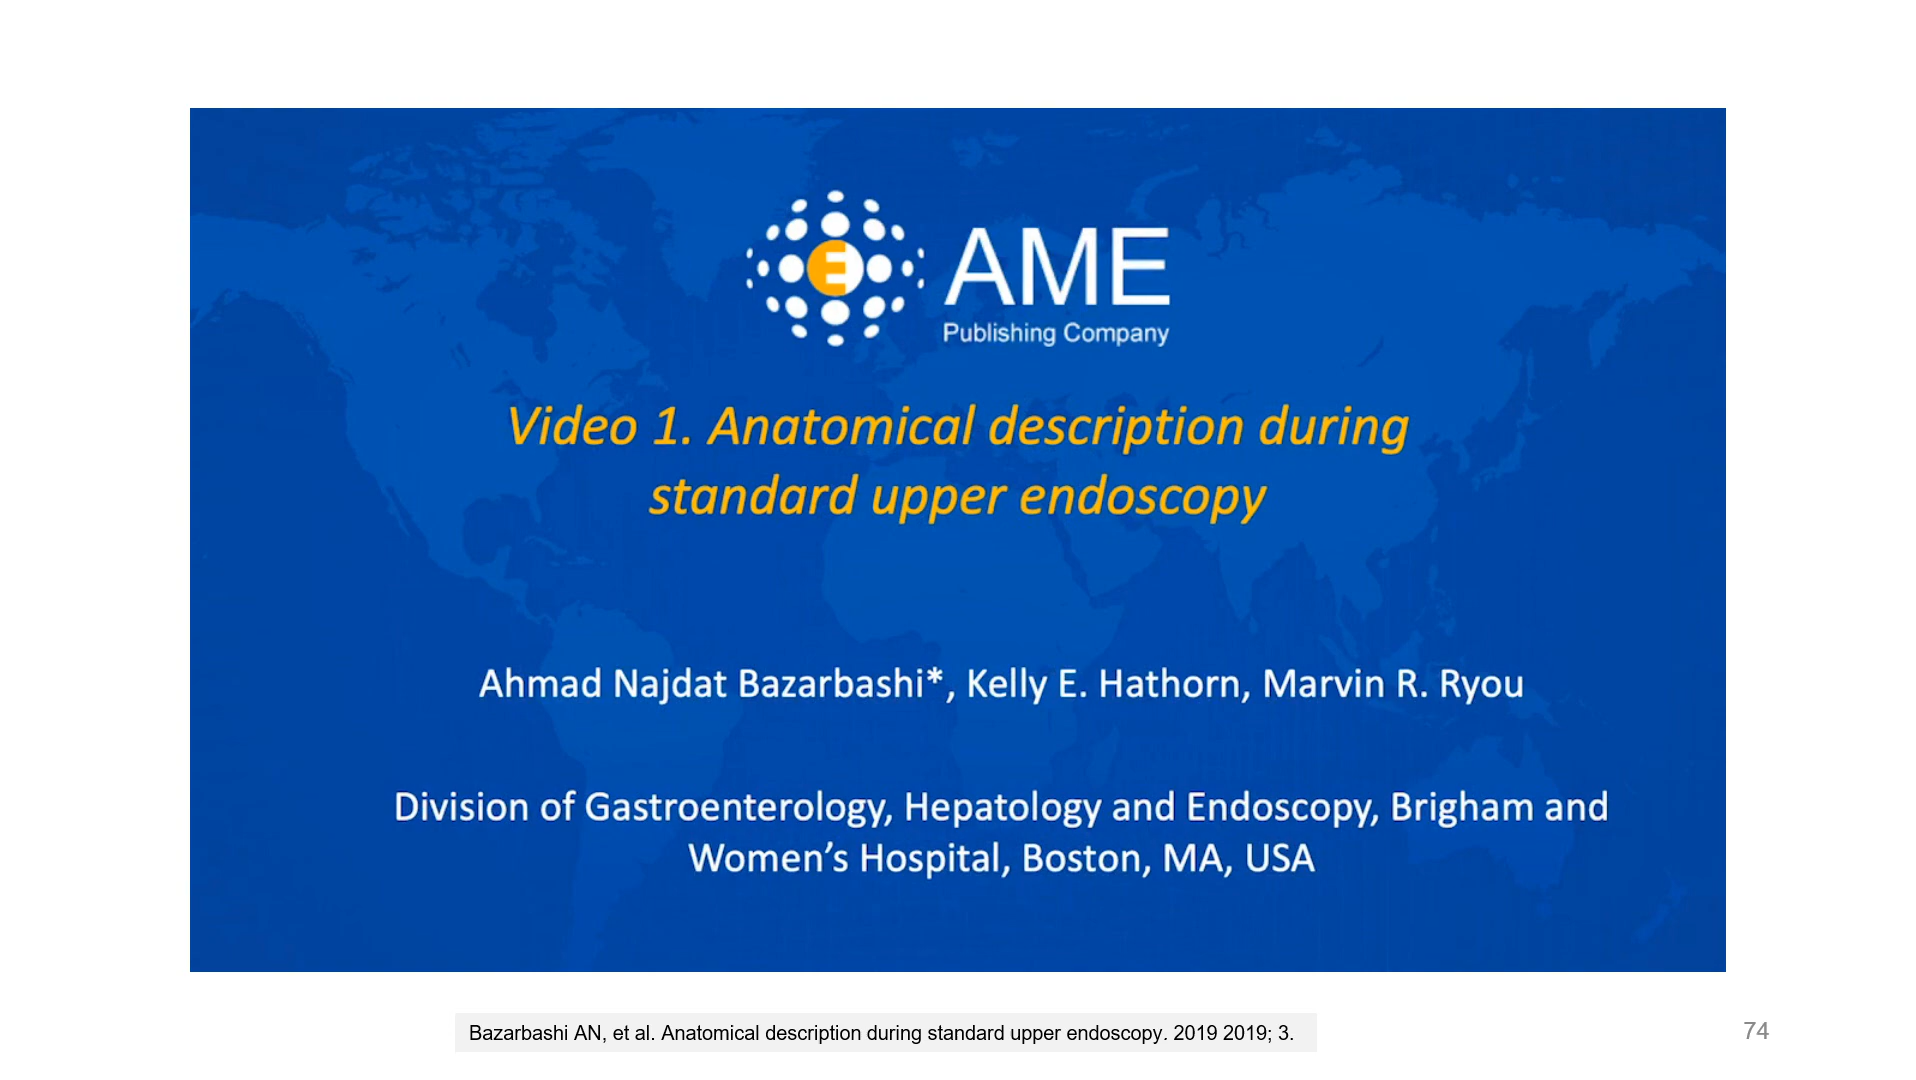 E
AME
Publishing Company
Video 1. Anatomical description during
standard upper endoscopy
Ahmad Najdat Bazarbashi*, Kelly E. Hathorn, Marvin R. Ryou
Division of Gastroenterology, Hepatology and Endoscopy, Brigham and
Women’s Hospital, Boston, MA, USA
Bazarbashi AN, et al. Anatomical description during standard upper endoscopy. 2019 2019; 3.
74